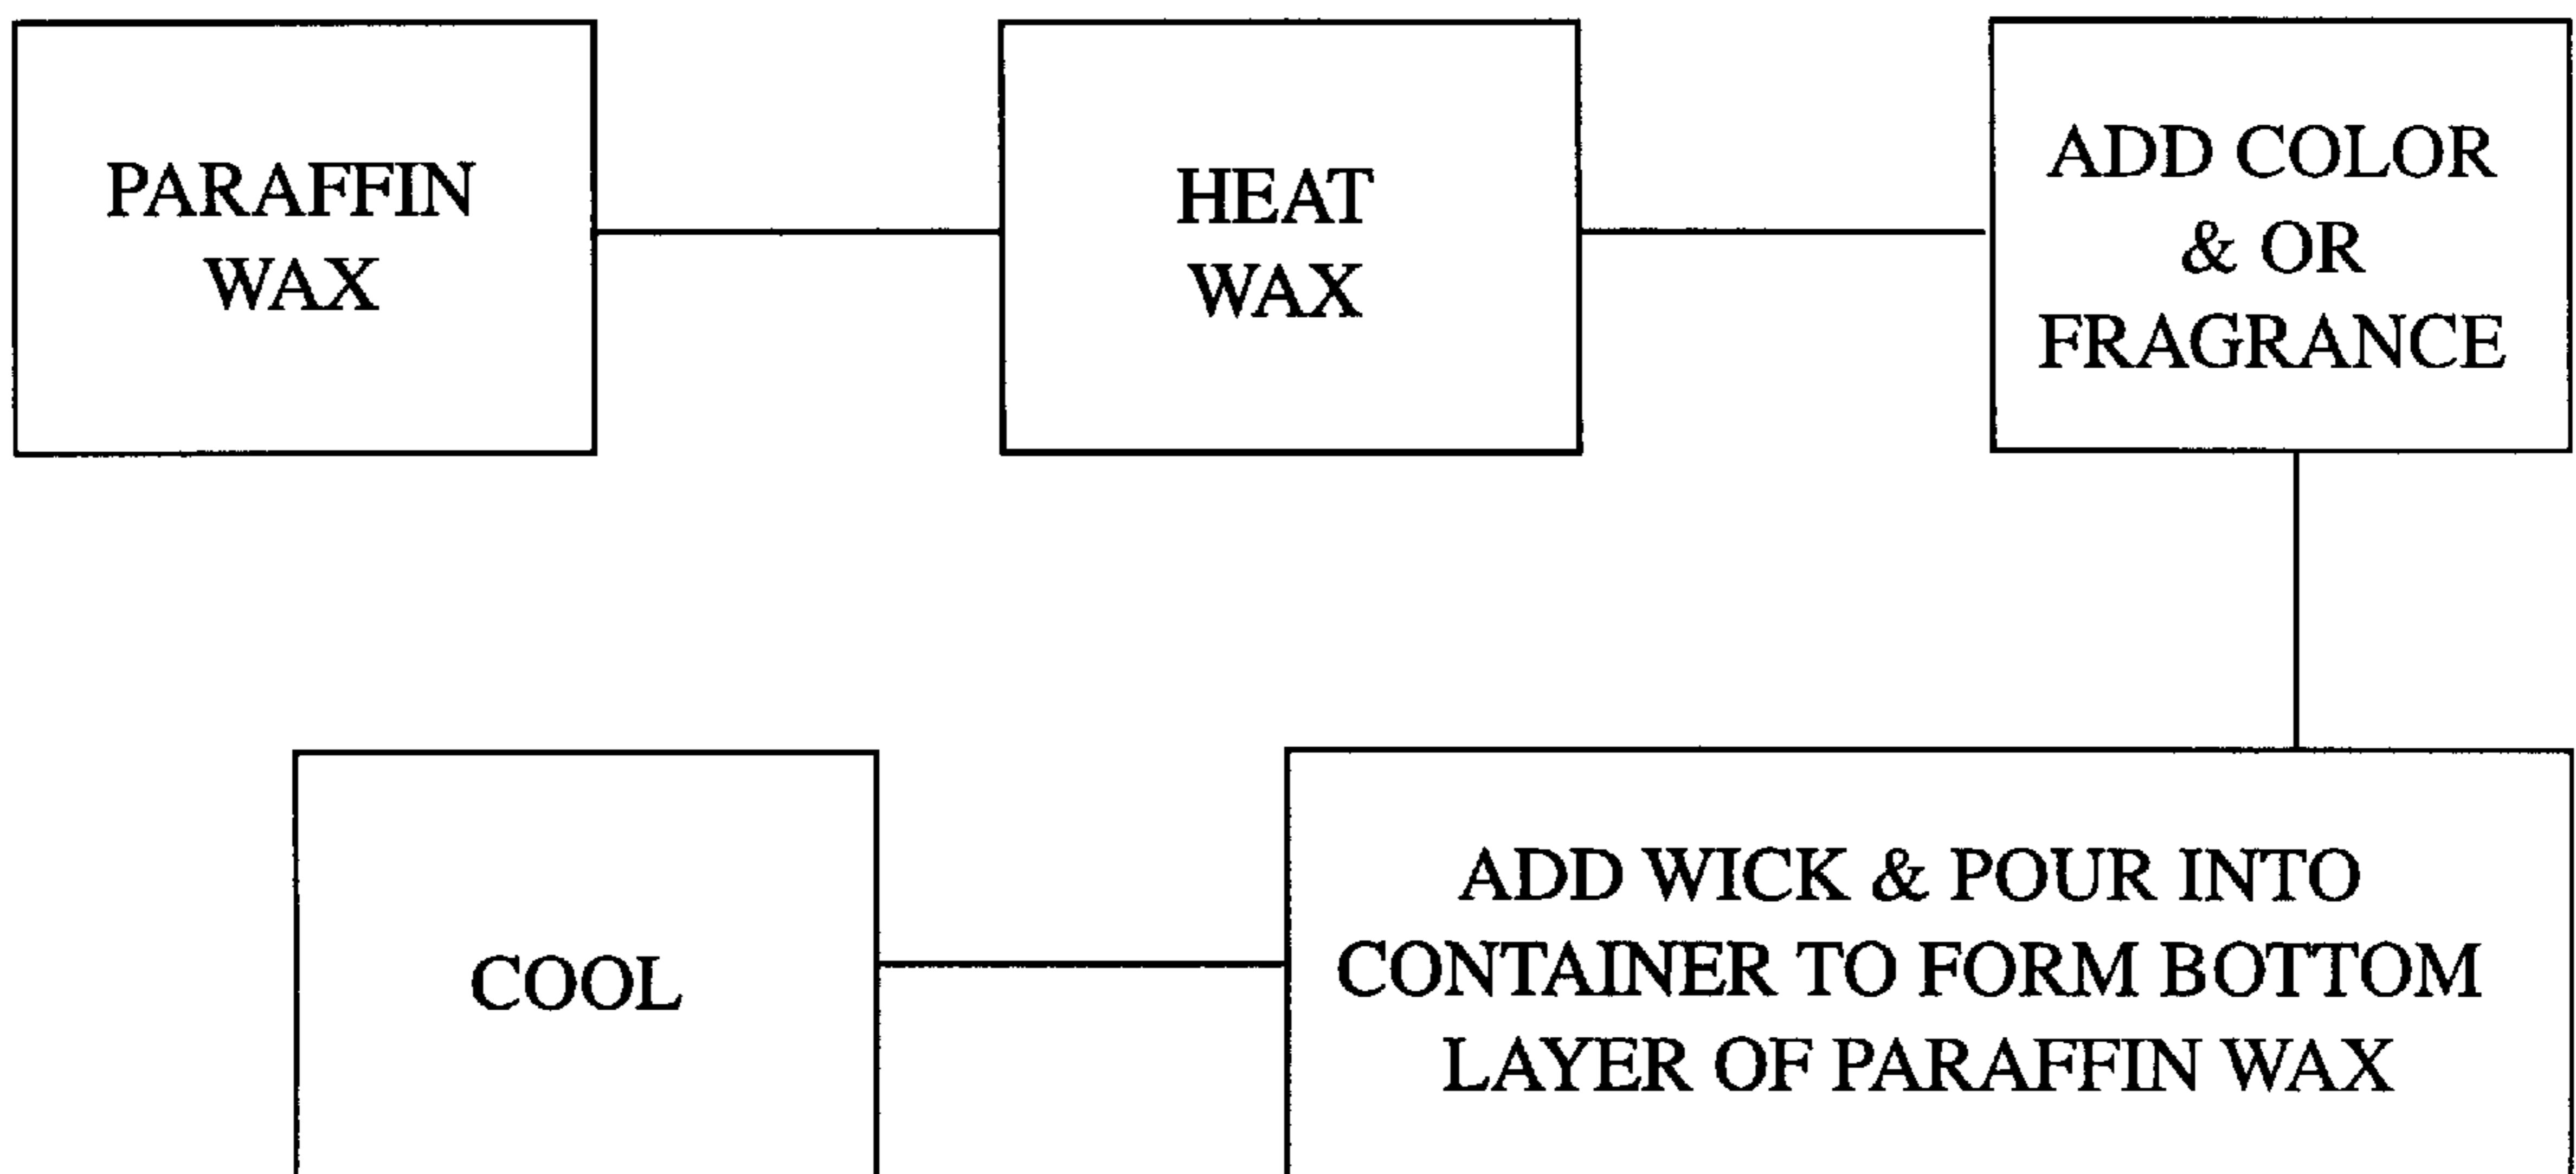 PARAFFIN
WAX
HEAT
WAX
ADD COLOR
& OR
FRAGRANCE
ADD WICK & POUR INTO
CONTAINER TO FORM BOTTOM
LAYER OF PARAFFIN WAX
COOL